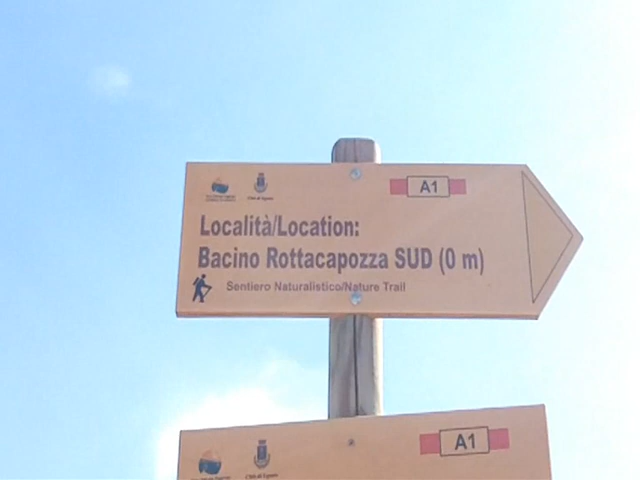 A1
Località/Location:
Bacino Rottacapozza SUD (0 m)
Sentiero Naturalistico/Nature Trail
A1